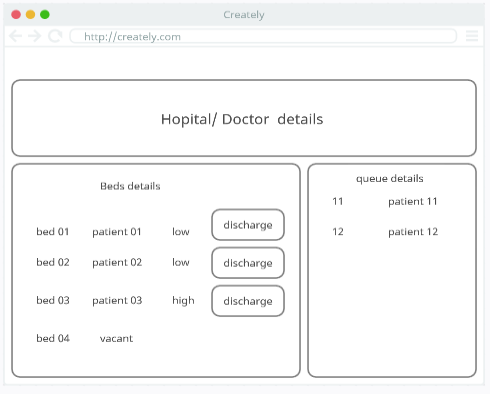 Creately
http://creately.com
Hopital/ Doctor details
Beds details
bed 01 patient 01 low discharge
bed 02 patient 02 low discharge
bed 03 patient 03 high discharge
bed 04 vacant
queue details
11 patient 11
12 patient 12